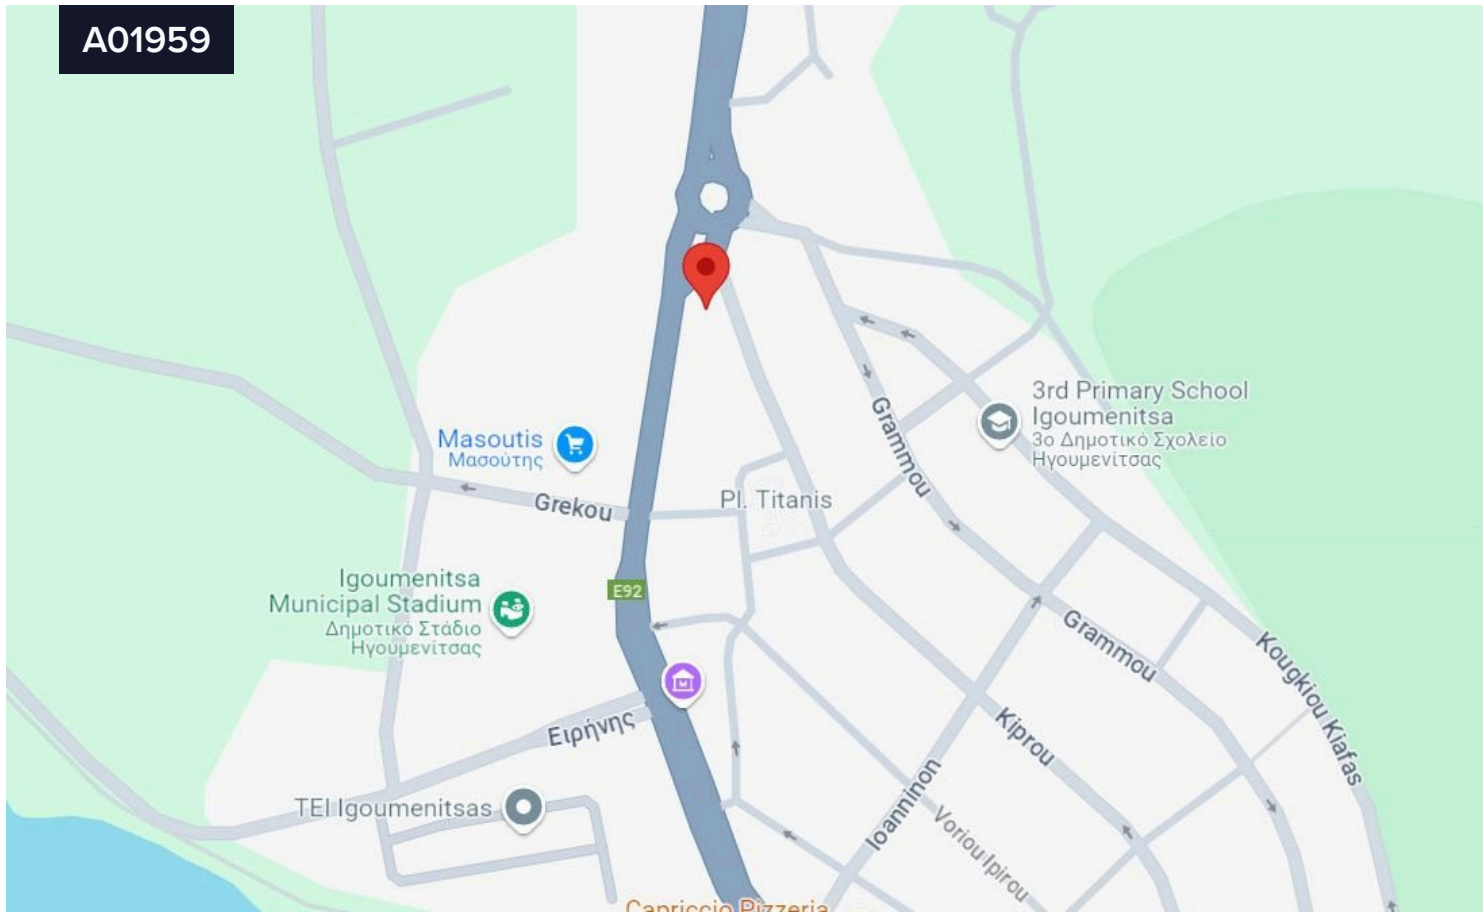 A01959
3rd Primary School
Igoumenitsa
3ο Δημοτικό Σχολείο
Ηγουμενίτσας
Grammou
Masoutis
Μασούτης
Grekou
Pl. Titanis
Igoumenitsa
Municipal Stadium
Δημοτικό Στάδιο
Ηγουμενίτσας
E92
Grammou
Kougkiou Kiafas
Ειρήνης
Kiprou
Ioanninon
TEI Igoumenitsas
Voriou Ipirou
Capriccio Pizzeria